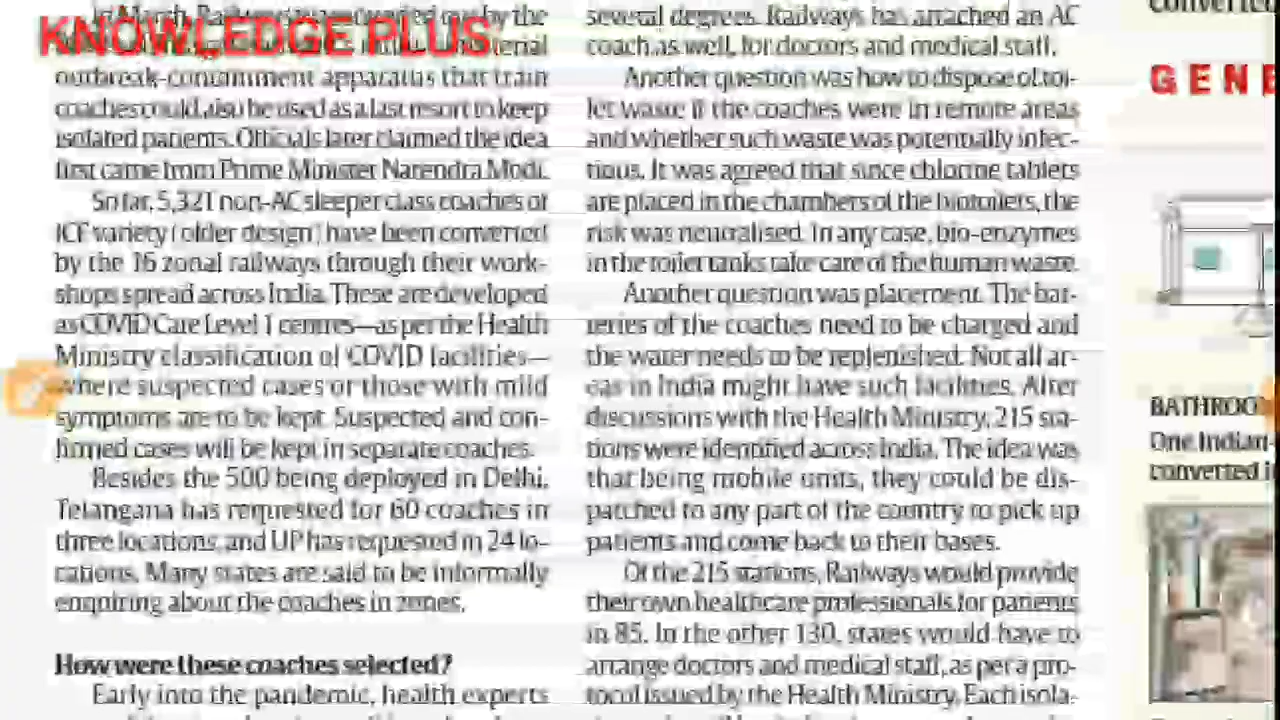 KNOWLEDGE PLUS
In March, Railways by the
outbreak-containment apparatus that train
coaches could also be used as a last resort to keep
isolated patients. Officials later claimed the idea
first came from Prime Minister Narendra Modi.
So far, 5,321 non-AC sleeper class coaches of
ICF variety (older design) have been converted
by the 16 zonal railways through their work-
shops spread across India. These are developed
as COVID Care Level 1 centres—as per the Health
Ministry classification of COVID facilities—
where suspected cases or those with mild
symptoms are to be kept. Suspected and con-
firmed cases will be kept in separate coaches.
Besides the 500 being deployed in Delhi,
Telangana has requested for 60 coaches in
three locations, and UP has requested in 24 lo-
cations. Many states are said to be informally
enquiring about the coaches in zones.
How were these coaches selected?
Early into the pandemic, health experts
several degrees. Railways has attached an AC
coach as well, for doctors and medical staff.
Another question was how to dispose of toi-
let waste if the coaches were in remote areas
and whether such waste was potentially infec-
tious. It was agreed that since chlorine tablets
are placed in the chambers of the biotoilets, the
risk was neutralised. In any case, bio-enzymes
in the toilet tanks take care of the human waste.
Another question was placement. The bat-
teries of the coaches need to be charged and
the water needs to be replenished. Not all ar-
eas in India might have such facilities. After
discussions with the Health Ministry, 215 sta-
tions were identified across India. The idea was
that being mobile units, they could be dis-
patched to any part of the country to pick up
patients and come back to their bases.
Of the 215 stations, Railways would provide
their own healthcare professionals for patients
in 85. In the other 130, states would have to
arrange doctors and medical staff, as per a pro-
tocol issued by the Health Ministry. Each isola-
converted
GENE
BATHROO
One Indian-
converted i